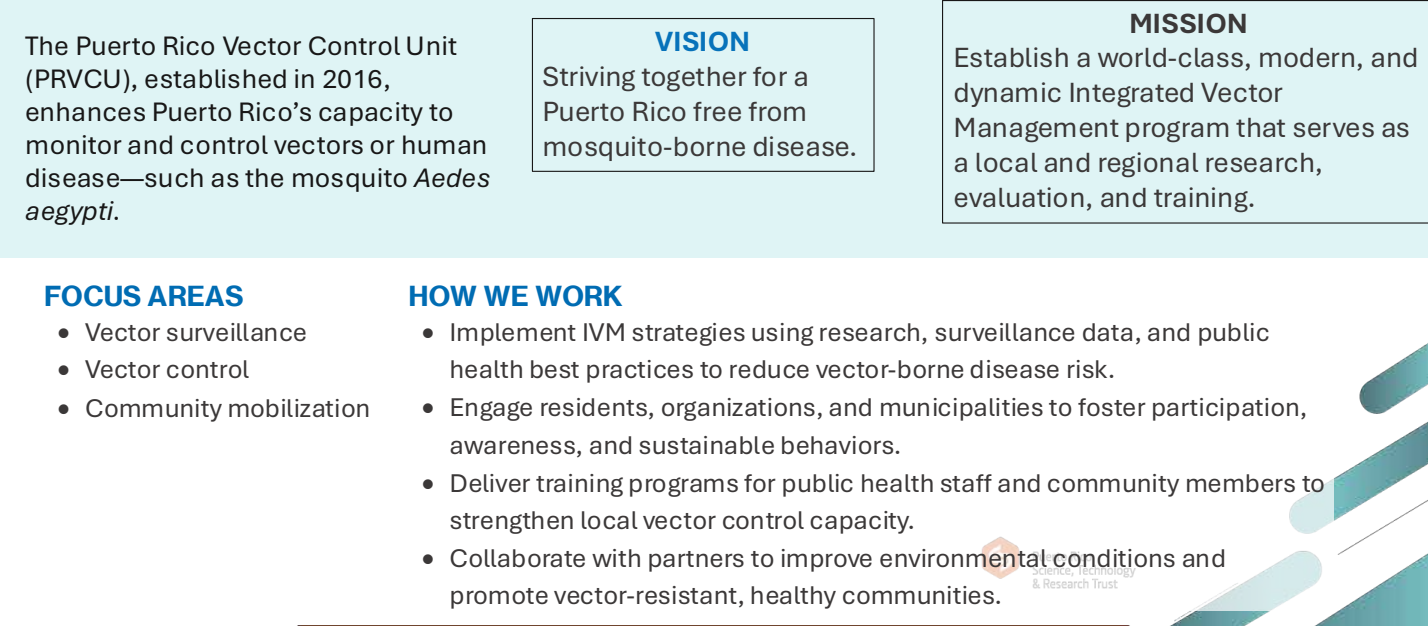 The Puerto Rico Vector Control Unit
(PRVCU), established in 2016,
enhances Puerto Rico's capacity to
monitor and control vectors or human
disease—such as the mosquito Aedes
aegypti.
VISION
Striving together for a
Puerto Rico free from
mosquito-borne disease.
MISSION
Establish a world-class, modern, and
dynamic Integrated Vector
Management program that serves as
a local and regional research,
evaluation, and training.
FOCUS AREAS
• Vector surveillance
• Vector control
• Community mobilization
HOW WE WORK
• Implement IVM strategies using research, surveillance data, and public
health best practices to reduce vector-borne disease risk.
• Engage residents, organizations, and municipalities to foster participation,
awareness, and sustainable behaviors.
• Deliver training programs for public health staff and community members to
strengthen local vector control capacity.
• Collaborate with partners to improve environmental conditions and
promote vector-resistant, healthy communities.
Science, Technology
& Research Trust